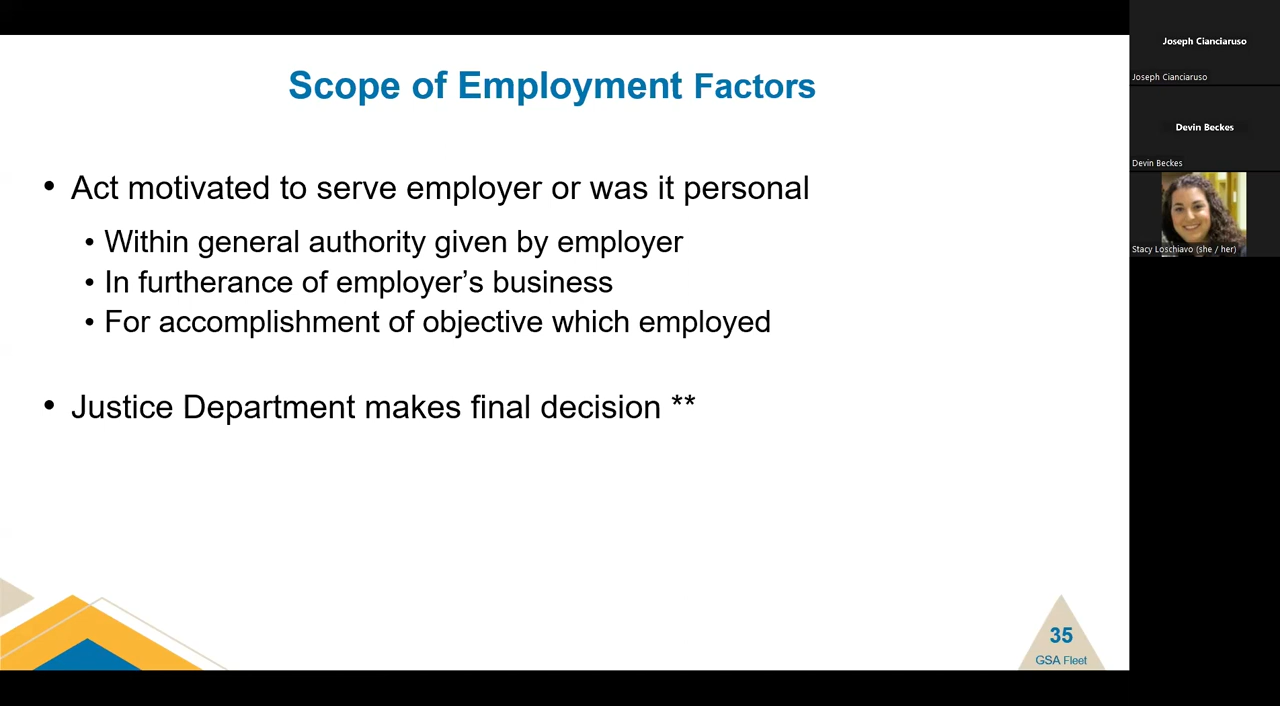 Scope of Employment Factors
• Act motivated to serve employer or was it personal
• Within general authority given by employer
• In furtherance of employer’s business
• For accomplishment of objective which employed
• Justice Department makes final decision **
35
GSA Fleet
Joseph Cianciaruso
Joseph Cianciaruso
Devin Beckes
Devin Beckes
Stacy Loschiavo (she / her)